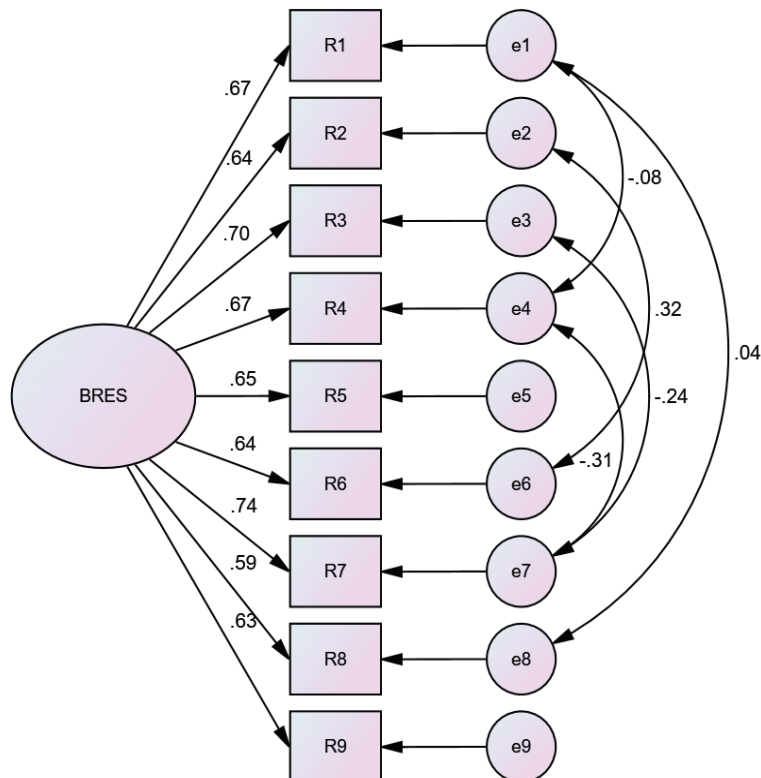 R1
e1
.67
R2
e2
.64
-.08
R3
e3
.70
R4
e4
.67
.32
.04
BRES
R5
e5
.65
-.24
R6
e6
.64
-.31
R7
e7
.74
.59
R8
e8
.63
R9
e9